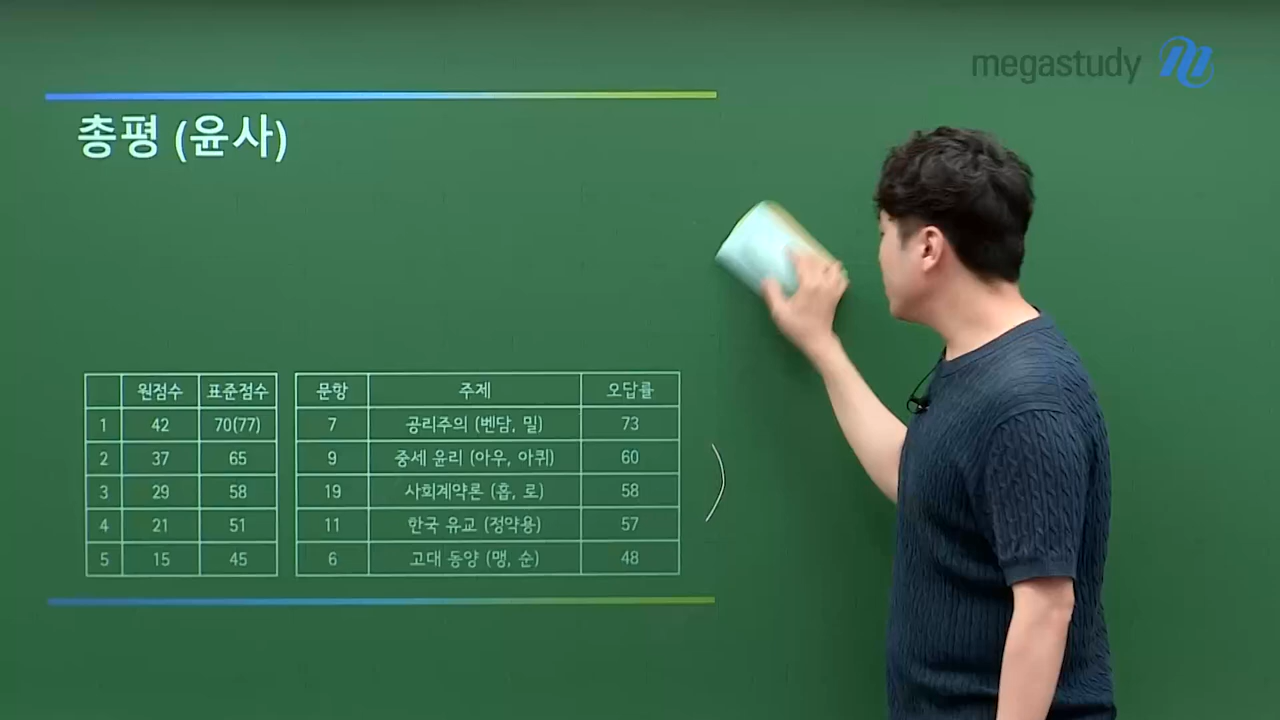 megastudy
총평 (윤사)
원점수 표준점수
1 42 70(77)
2 37 65
3 29 58
4 21 51
5 15 45
문항 주제 오답률
7 공리주의 (벤담, 밀) 73
9 중세 윤리 (아우, 아퀴) 60
19 사회계약론 (홉, 로) 58
11 한국 유교 (정약용) 57
6 고대 동양 (맹, 순) 48